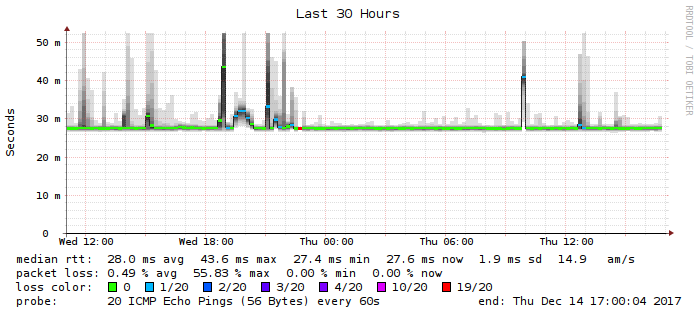 Last 30 Hours
RRDTOOL / TOBI OETIKER
Seconds
50 m
40 m
30 m
20 m
10 m
0
Wed 12:00 Wed 18:00 Thu 00:00 Thu 06:00 Thu 12:00
median rtt: 28.0 ms avg 43.6 ms max 27.4 ms min 27.6 ms now 1.9 ms sd 14.9 am/s
packet loss: 0.49 % avg 55.83 % max 0.00 % min 0.00 % now
loss color: 0 1/20 2/20 3/20 4/20 10/20 19/20
probe: 20 ICMP Echo Pings (56 Bytes) every 60s end: Thu Dec 14 17:00:04 2017